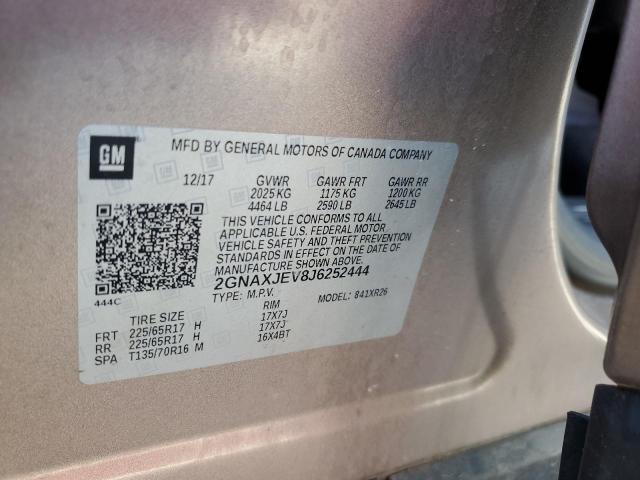 GM
MFD BY GENERAL MOTORS OF CANADA COMPANY
12/17 GVWR GAWR FRT GAWR RR
2025 KG 1175 KG 1200 KG
4464 LB 2590 LB 2645 LB
THIS VEHICLE CONFORMS TO ALL
APPLICABLE U.S. FEDERAL MOTOR
VEHICLE SAFETY AND THEFT PREVENTION
STANDARDS IN EFFECT ON THE DATE OF
MANUFACTURE SHOWN ABOVE.
2GNAXJEV8J6252444
444C
TYPE: M.P.V. MODEL: 841XR26
TIRE SIZE RIM
FRT 225/65R17 H 17X7J
RR 225/65R17 H 17X7J
SPA T135/70R16 M 16X4BT